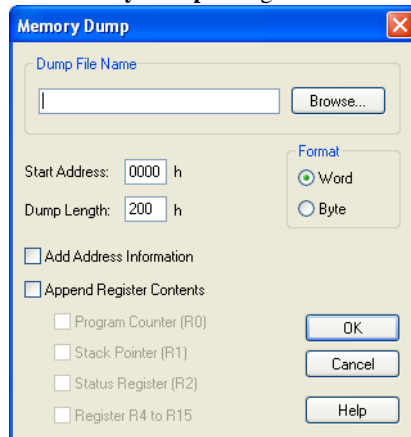 Memory Dump
Dump File Name
Browse...
Format
Start Address: 0000 h
Word
Dump Length: 200 h
Byte
Add Address Information
Append Register Contents
Program Counter (R0)
OK
Stack Pointer (R1)
Cancel
Status Register (R2)
Register R4 to R15
Help